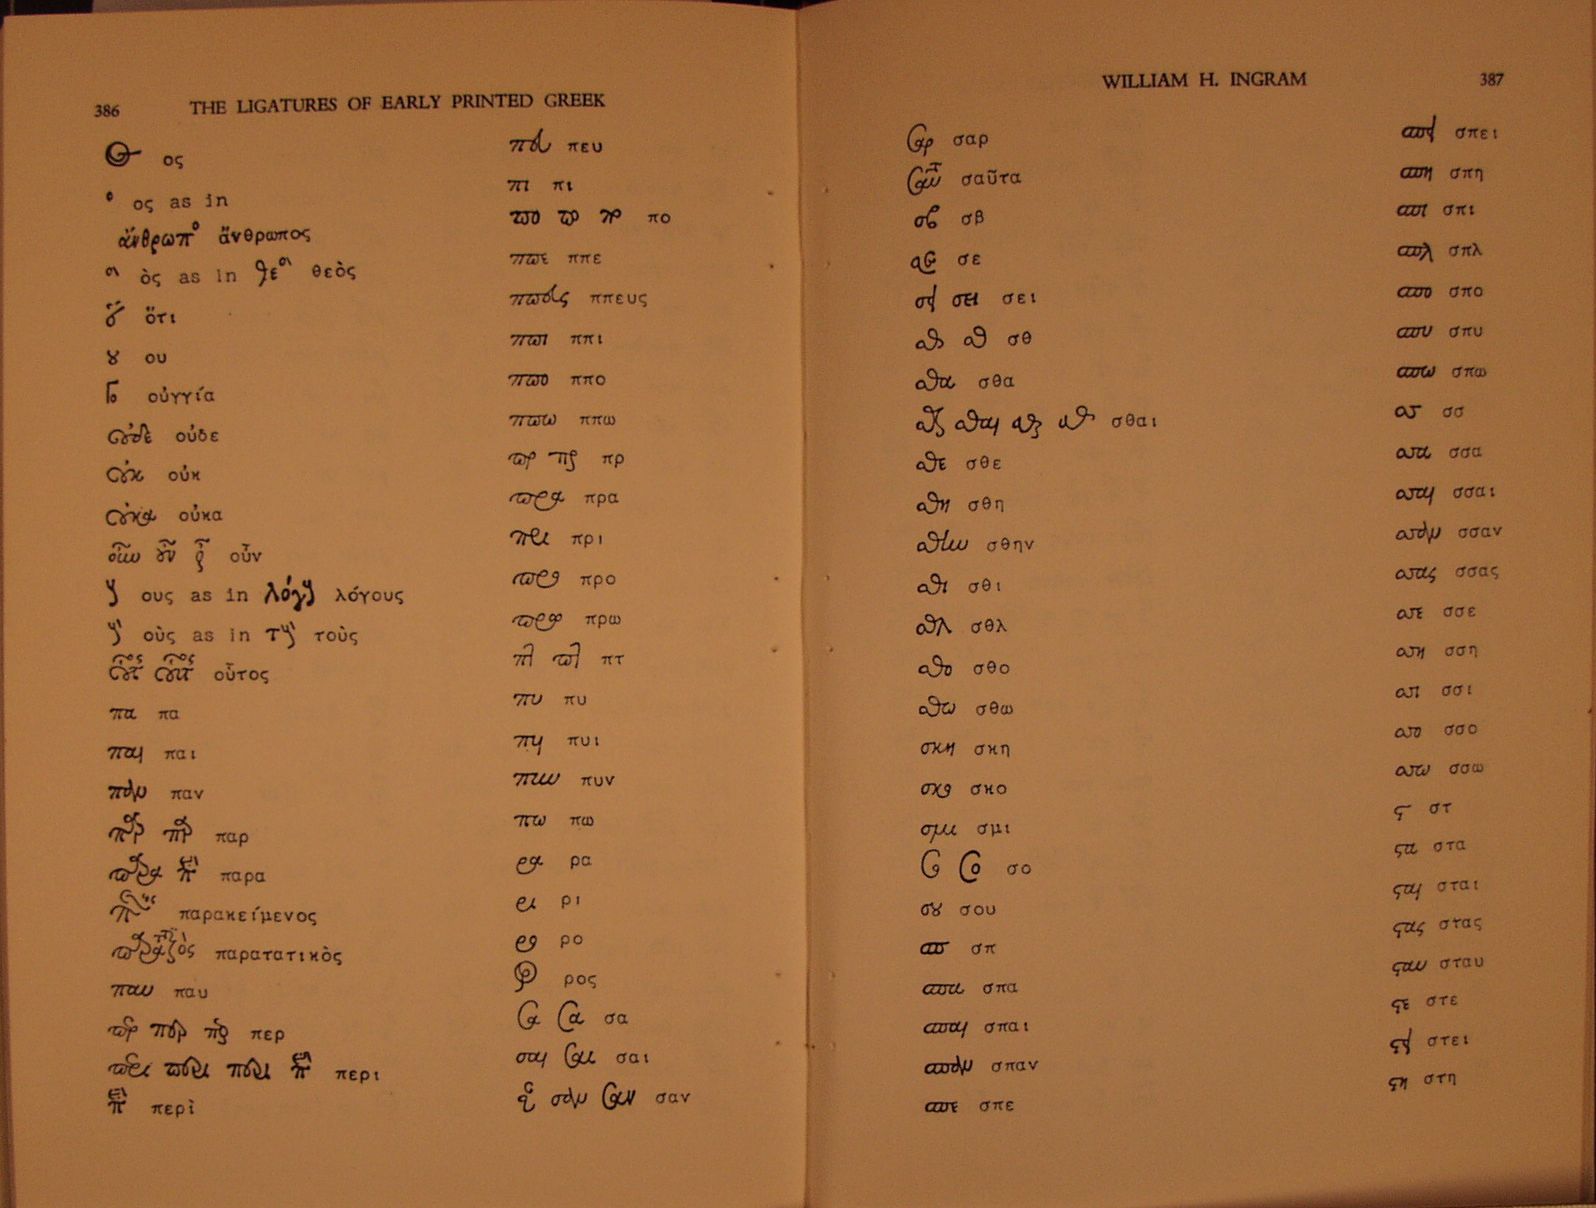 386 THE LIGATURES OF EARLY PRINTED GREEK
ος
ος as in
ἄνθρωπος
ὸς as in θεὸς
ὅτι
ου
οὐγγία
οὐδε
οὐκ
οὐκα
οὖν
ους as in λόγους
οὺς as in τοὺς
οὗτος
πα
παι
παν
παρ
παρα
παρακείμενος
παρατατικὸς
παυ
περ
περι
περὶ
πευ
πι
πο
ππε
ππευς
ππι
ππο
ππω
πρ
πρα
πρι
προ
πρω
πτ
πυ
πυι
πυν
πω
ρα
ρι
ρο
ρος
σα
σαι
σαν
WILLIAM H. INGRAM 387
σαρ
σαῦτα
σβ
σε
σει
σθ
σθα
σθαι
σθε
σθη
σθην
σθι
σθλ
σθο
σθω
σκη
σκο
σμι
σο
σου
σπ
σπα
σπαι
σπαν
σπε
σπει
σπη
σπι
σπλ
σπο
σπυ
σπω
σσ
σσα
σσαι
σσαν
σσας
σσε
σση
σσι
σσο
σσω
στ
στα
σται
στας
σταυ
στε
στει
στη